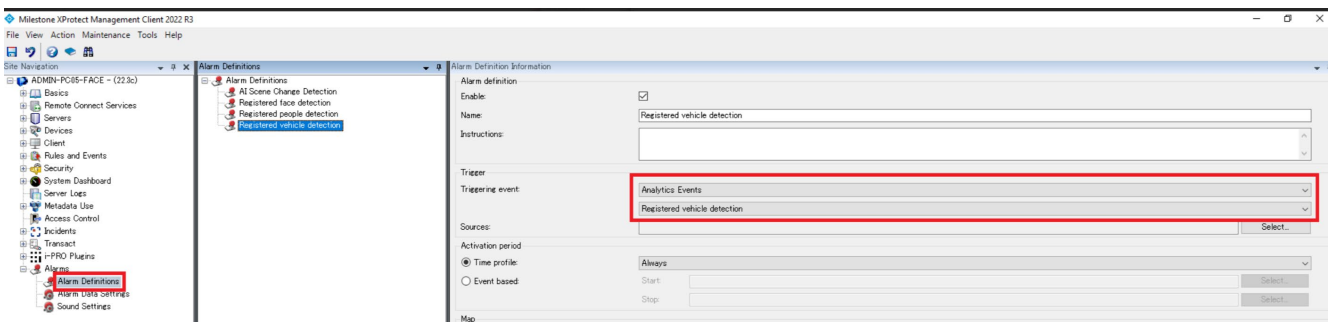 Milestone XProtect Management Client 2022 R3
File View Action Maintenance Tools Help
Site Navigation
ADMIN-PC05-FACE - (22.3c)
Basics
Remote Connect Services
Servers
Devices
Client
Rules and Events
Security
System Dashboard
Server Logs
Metadata Use
Access Control
Incidents
Transact
i-PRO Plugins
Alarms
Alarm Definitions
Alarm Data Settings
Sound Settings
Alarm Definitions
Alarm Definitions
AI Scene Change Detection
Registered face detection
Registered people detection
Registered vehicle detection
Alarm Definition Information
Alarm definition
Enable:
Name: Registered vehicle detection
Instructions:
Trigger
Triggering event: Analytics Events
Registered vehicle detection
Sources: Select...
Activation period
Time profile: Always
Event based: Start: Select...
Stop: Select...
Map